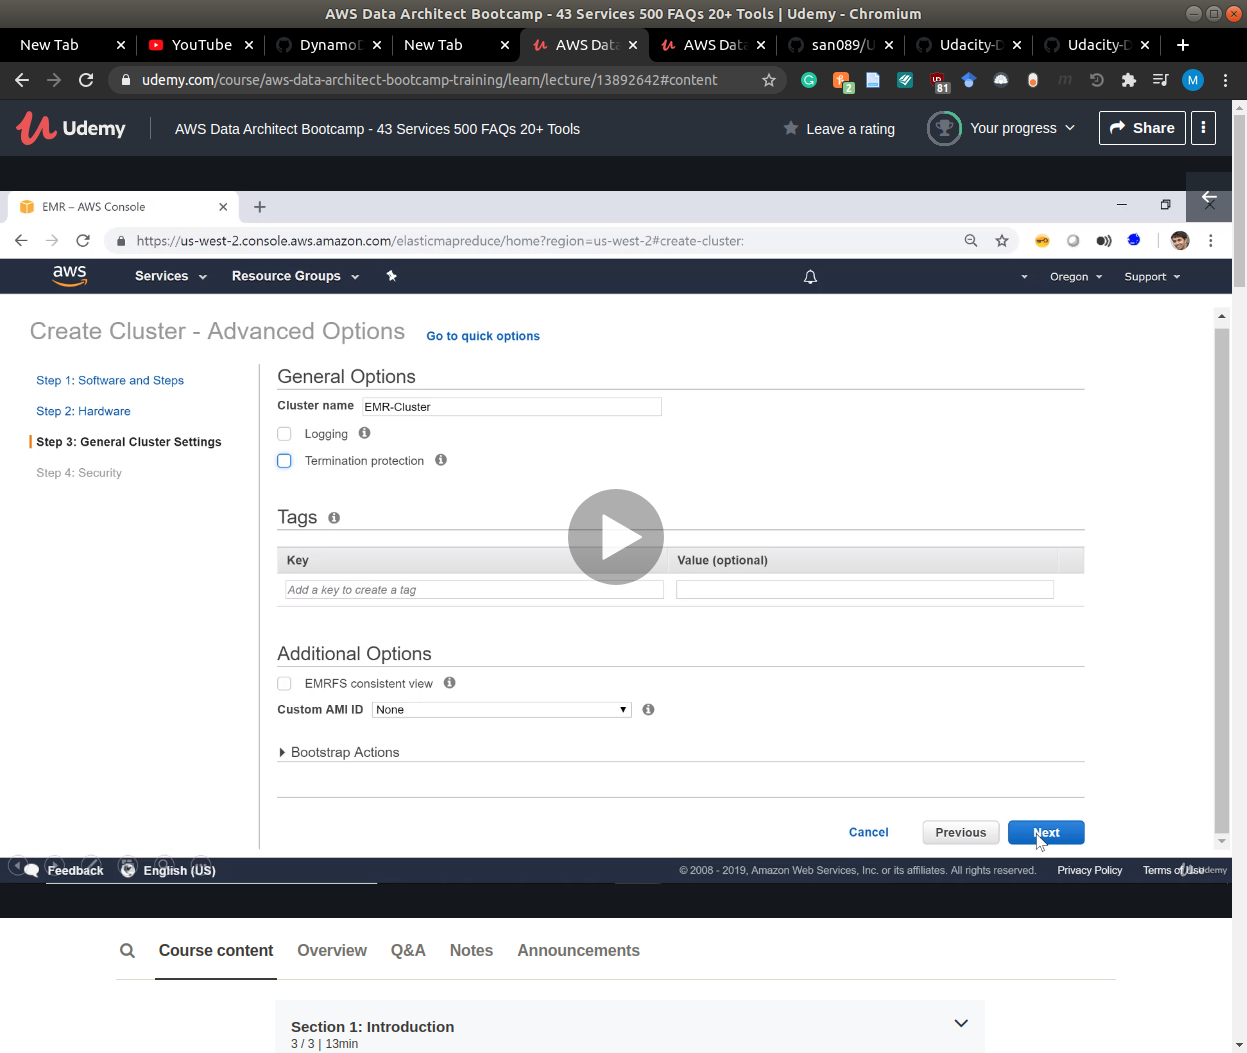 AWS Data Architect Bootcamp - 43 Services 500 FAQs 20+ Tools | Udemy - Chromium
New Tab
YouTube
New Tab
AWS Data
AWS Data
san089/U
Udacity-D
Udacity-D
udemy.com/course/aws-data-architect-bootcamp-training/learn/lecture/13892642#content
2
81
M
Udemy
AWS Data Architect Bootcamp - 43 Services 500 FAQs 20+ Tools
Leave a rating
Your progress
Share
EMR – AWS Console
https://us-west-2.console.aws.amazon.com/elasticmapreduce/home?region=us-west-2#create-cluster:
aws
Services
Resource Groups
Oregon
Support
Create Cluster - Advanced Options
Go to quick options
Step 1: Software and Steps
Step 2: Hardware
Step 3: General Cluster Settings
Step 4: Security
General Options
Cluster name EMR-Cluster
Logging
Termination protection
Tags
Key
Value (optional)
Add a key to create a tag
Additional Options
EMRFS consistent view
Custom AMI ID None
Bootstrap Actions
Cancel
Previous
Next
Feedback
English (US)
© 2008 - 2019, Amazon Web Services, Inc. or its affiliates. All rights reserved.
Privacy Policy
Terms of Use
Course content
Overview
Q&A
Notes
Announcements
Section 1: Introduction
3 / 3 | 13min